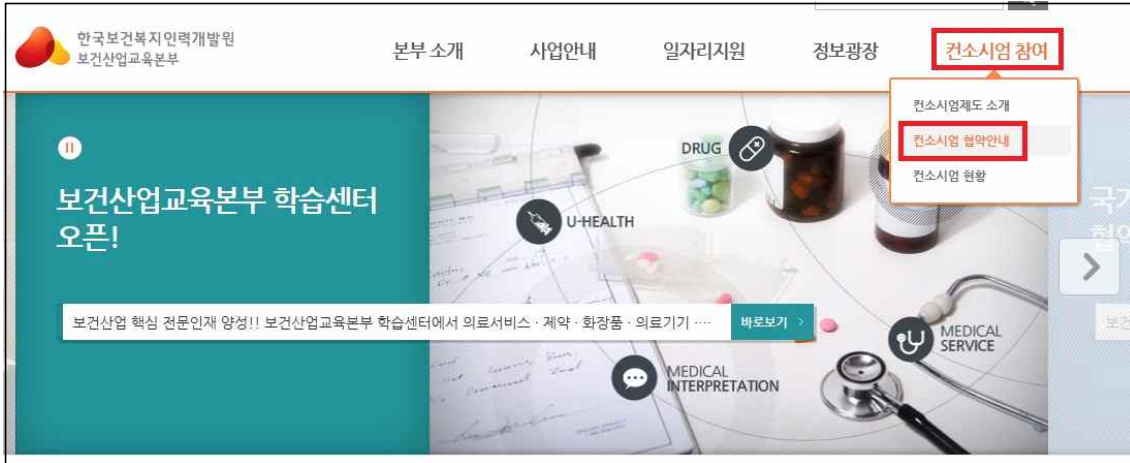 한국보건복지인력개발원
보건산업교육본부
본부 소개
사업안내
일자리지원
정보광장
컨소시엄 참여
컨소시엄제도 소개
컨소시엄 협약안내
컨소시엄 현황
보건산업교육본부 학습센터
오픈!
DRUG
U-HEALTH
보건산업 핵심 전문인재 양성!! 보건산업교육본부 학습센터에서 의료서비스 · 제약 · 화장품 · 의료기기 ····
바로보기 >
MEDICAL
SERVICE
MEDICAL
INTERPRETATION